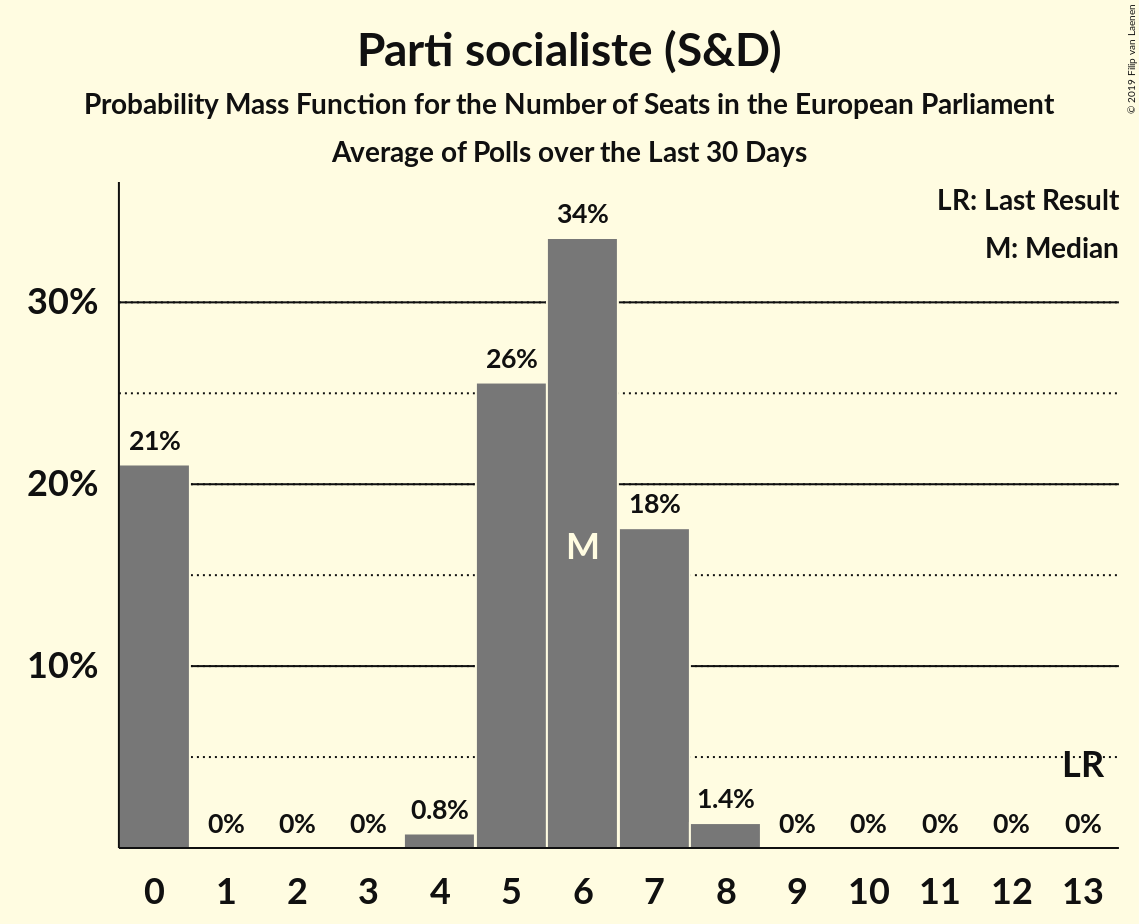 Parti socialiste (S&D)
Probability Mass Function for the Number of Seats in the European Parliament
Average of Polls over the Last 30 Days
© 2019 Filip van Laenen
LR: Last Result
M: Median
34%
30%
26%
21%
20%
18%
M
10%
LR
1.4%
0.8%
0% 0% 0% 0% 0% 0% 0% 0%
0 1 2 3 4 5 6 7 8 9 10 11 12 13